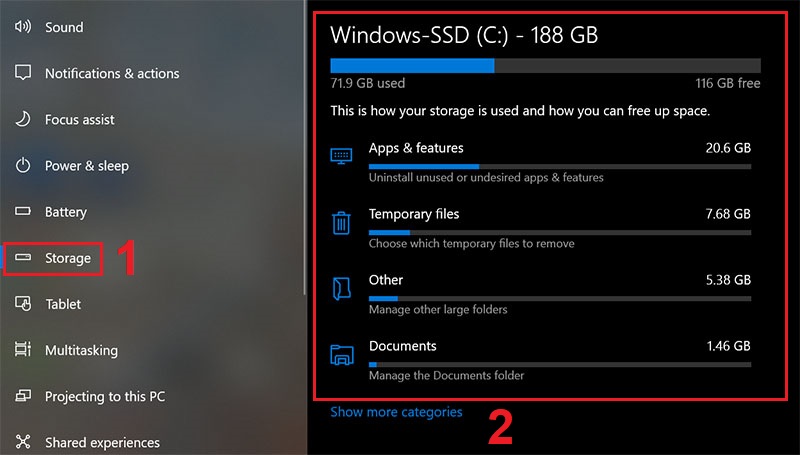 Sound
Notifications & actions
Focus assist
Power & sleep
Battery
Storage
1
Tablet
Multitasking
Projecting to this PC
Shared experiences
Windows-SSD (C:) - 188 GB
71.9 GB used
116 GB free
This is how your storage is used and how you can free up space.
Apps & features
20.6 GB
Uninstall unused or undesired apps & features
Temporary files
7.68 GB
Choose which temporary files to remove
Other
5.38 GB
Manage other large folders
Documents
1.46 GB
Manage the Documents folder
Show more categories
2